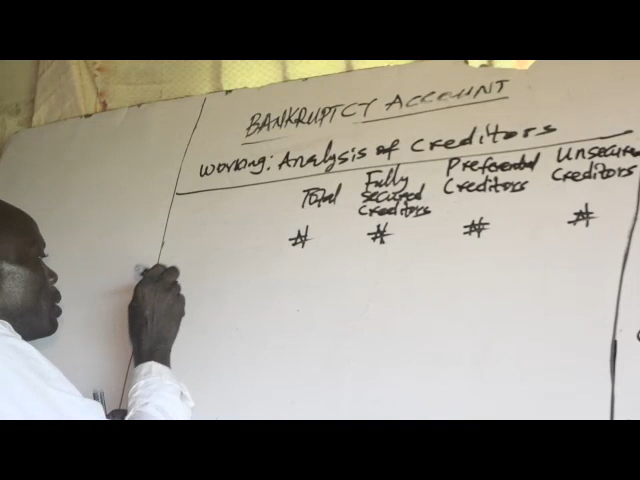 BANKRUPTCY ACCOUNT
Working: Analysis of Creditors
Total Fully secured Creditors Preferential Creditors Unsecured Creditors
₦ ₦ ₦ ₦